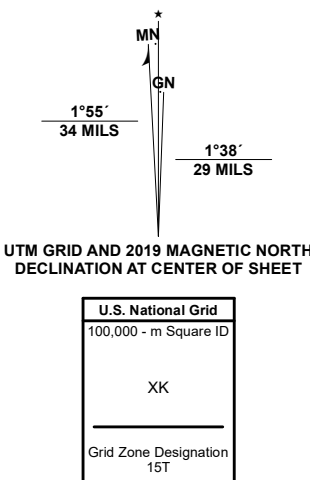 MN
GN
1°55´
34 MILS
1°38´
29 MILS
UTM GRID AND 2019 MAGNETIC NORTH
DECLINATION AT CENTER OF SHEET
U.S. National Grid
100,000 - m Square ID
XK
Grid Zone Designation
15T